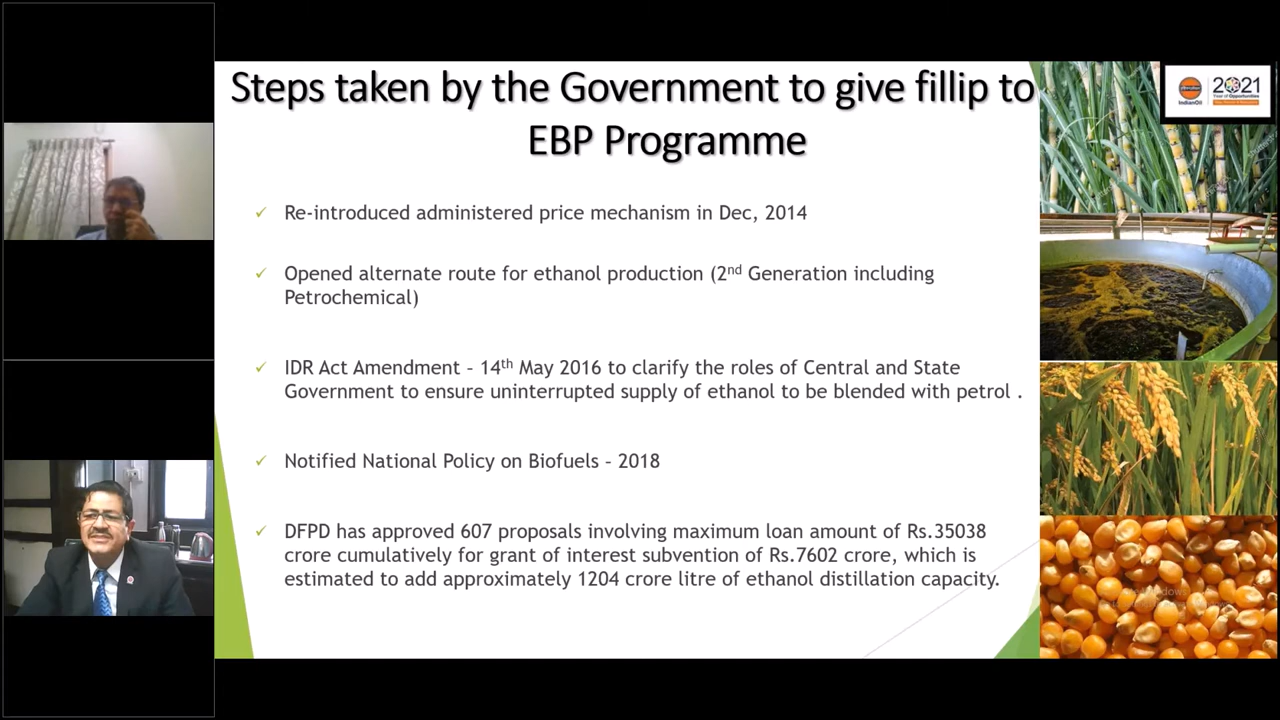 Steps taken by the Government to give fillip to
EBP Programme
✓ Re-introduced administered price mechanism in Dec, 2014
✓ Opened alternate route for ethanol production (2nd Generation including
Petrochemical)
✓ IDR Act Amendment – 14th May 2016 to clarify the roles of Central and State
Government to ensure uninterrupted supply of ethanol to be blended with petrol .
✓ Notified National Policy on Biofuels – 2018
✓ DFPD has approved 607 proposals involving maximum loan amount of Rs.35038
crore cumulatively for grant of interest subvention of Rs.7602 crore, which is
estimated to add approximately 1204 crore litre of ethanol distillation capacity.
IndianOil
2021
Year of Opportunities